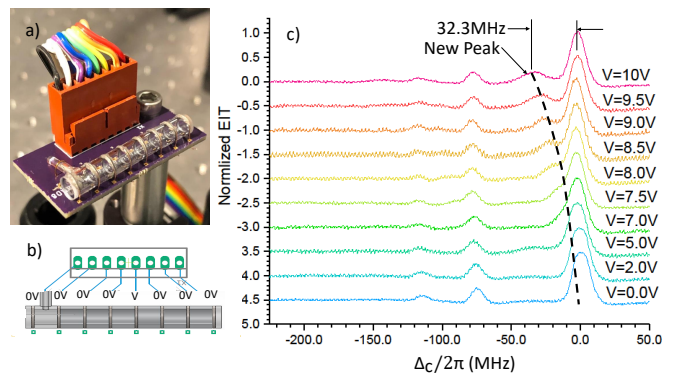 a)
b)
0V 0V 0V 0V V 0V 0V 0V
c)
32.3MHz
New Peak
Normlized EIT
1.0
0.5
0.0
-0.5
-1.0
-1.5
-2.0
-2.5
-3.0
3.5
4.0
4.5
5.0
V=10V
V=9.5V
V=9.0V
V=8.5V
V=8.0V
V=7.5V
V=7.0V
V=5.0V
V=2.0V
V=0.0V
-200.0 -150.0 -100.0 -50.0 0.0 50.0
Δc/2π (MHz)